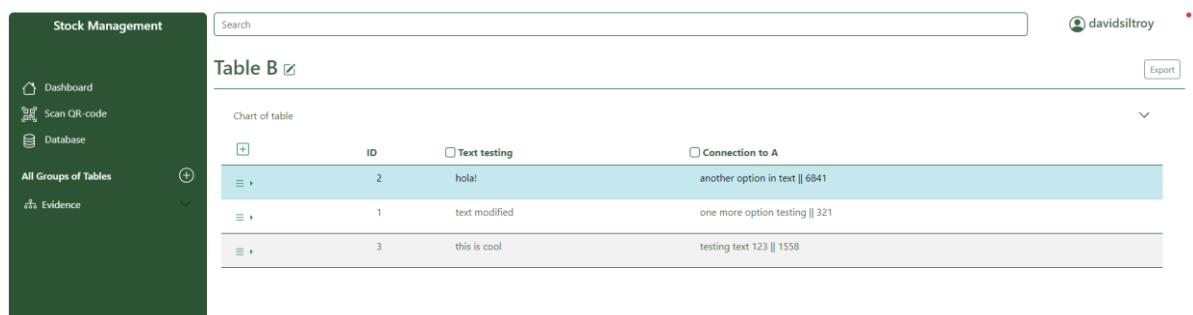 Stock Management
Search
davidsiltroy
Table B
Export
Dashboard
Scan QR-code
Database
All Groups of Tables
Evidence
Chart of table
ID Text testing Connection to A
2 hola! another option in text || 6841
1 text modified one more option testing || 321
3 this is cool testing text 123 || 1558